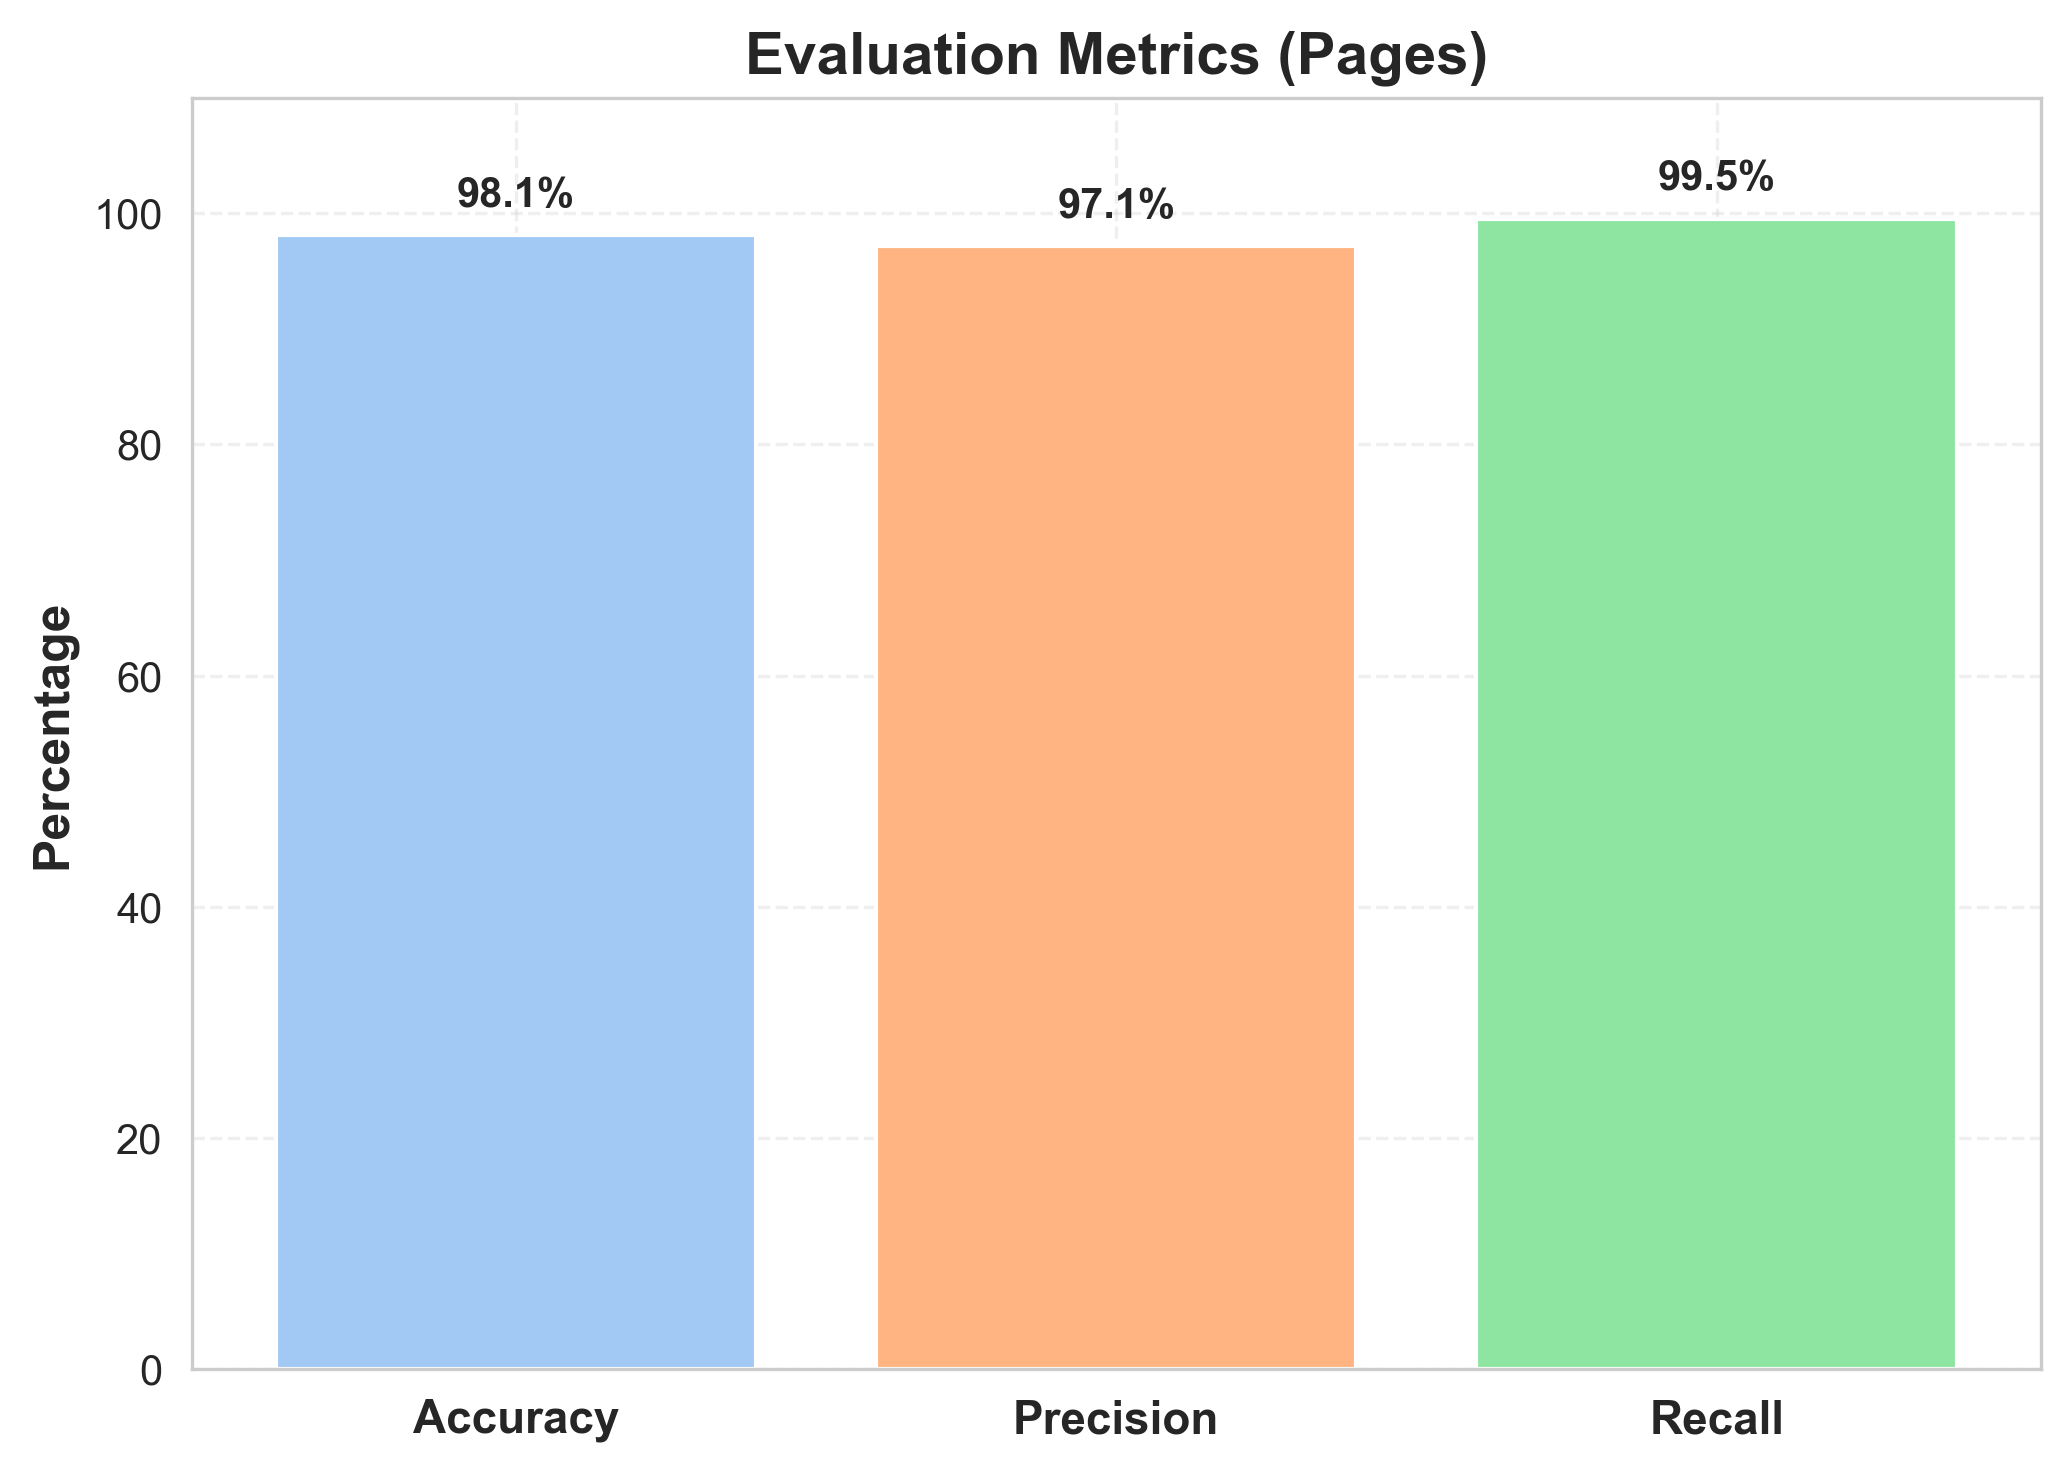 Evaluation Metrics (Pages)
98.1%
97.1%
99.5%
100
80
60
40
20
0
Percentage
Accuracy
Precision
Recall